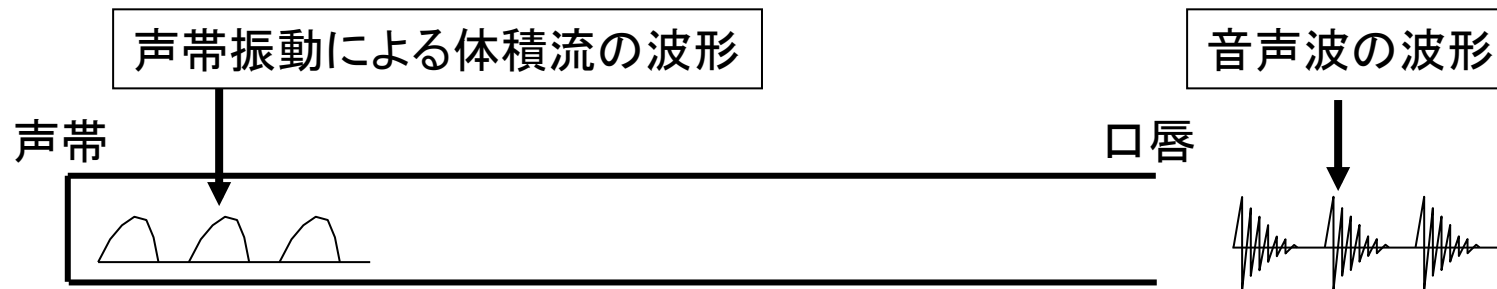 声帯振動による体積流の波形
音声波の波形
声帯
口唇